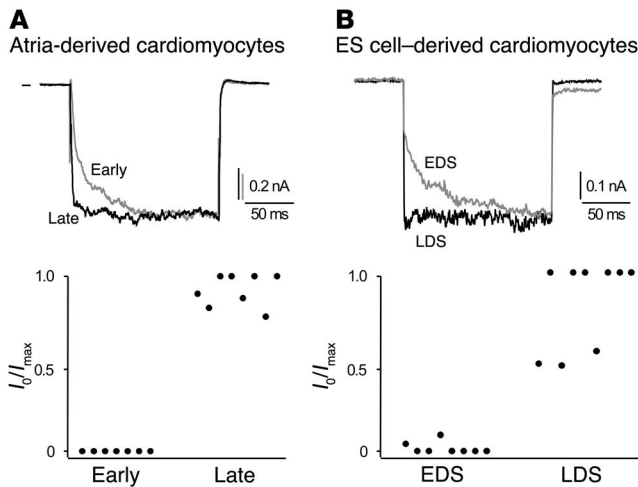 A
Atria-derived cardiomyocytes
Early
Late
0.2 nA
50 ms
1.0
0.5
0
I0/Imax
Early
Late
B
ES cell–derived cardiomyocytes
EDS
LDS
0.1 nA
50 ms
1.0
0.5
0
I0/Imax
EDS
LDS